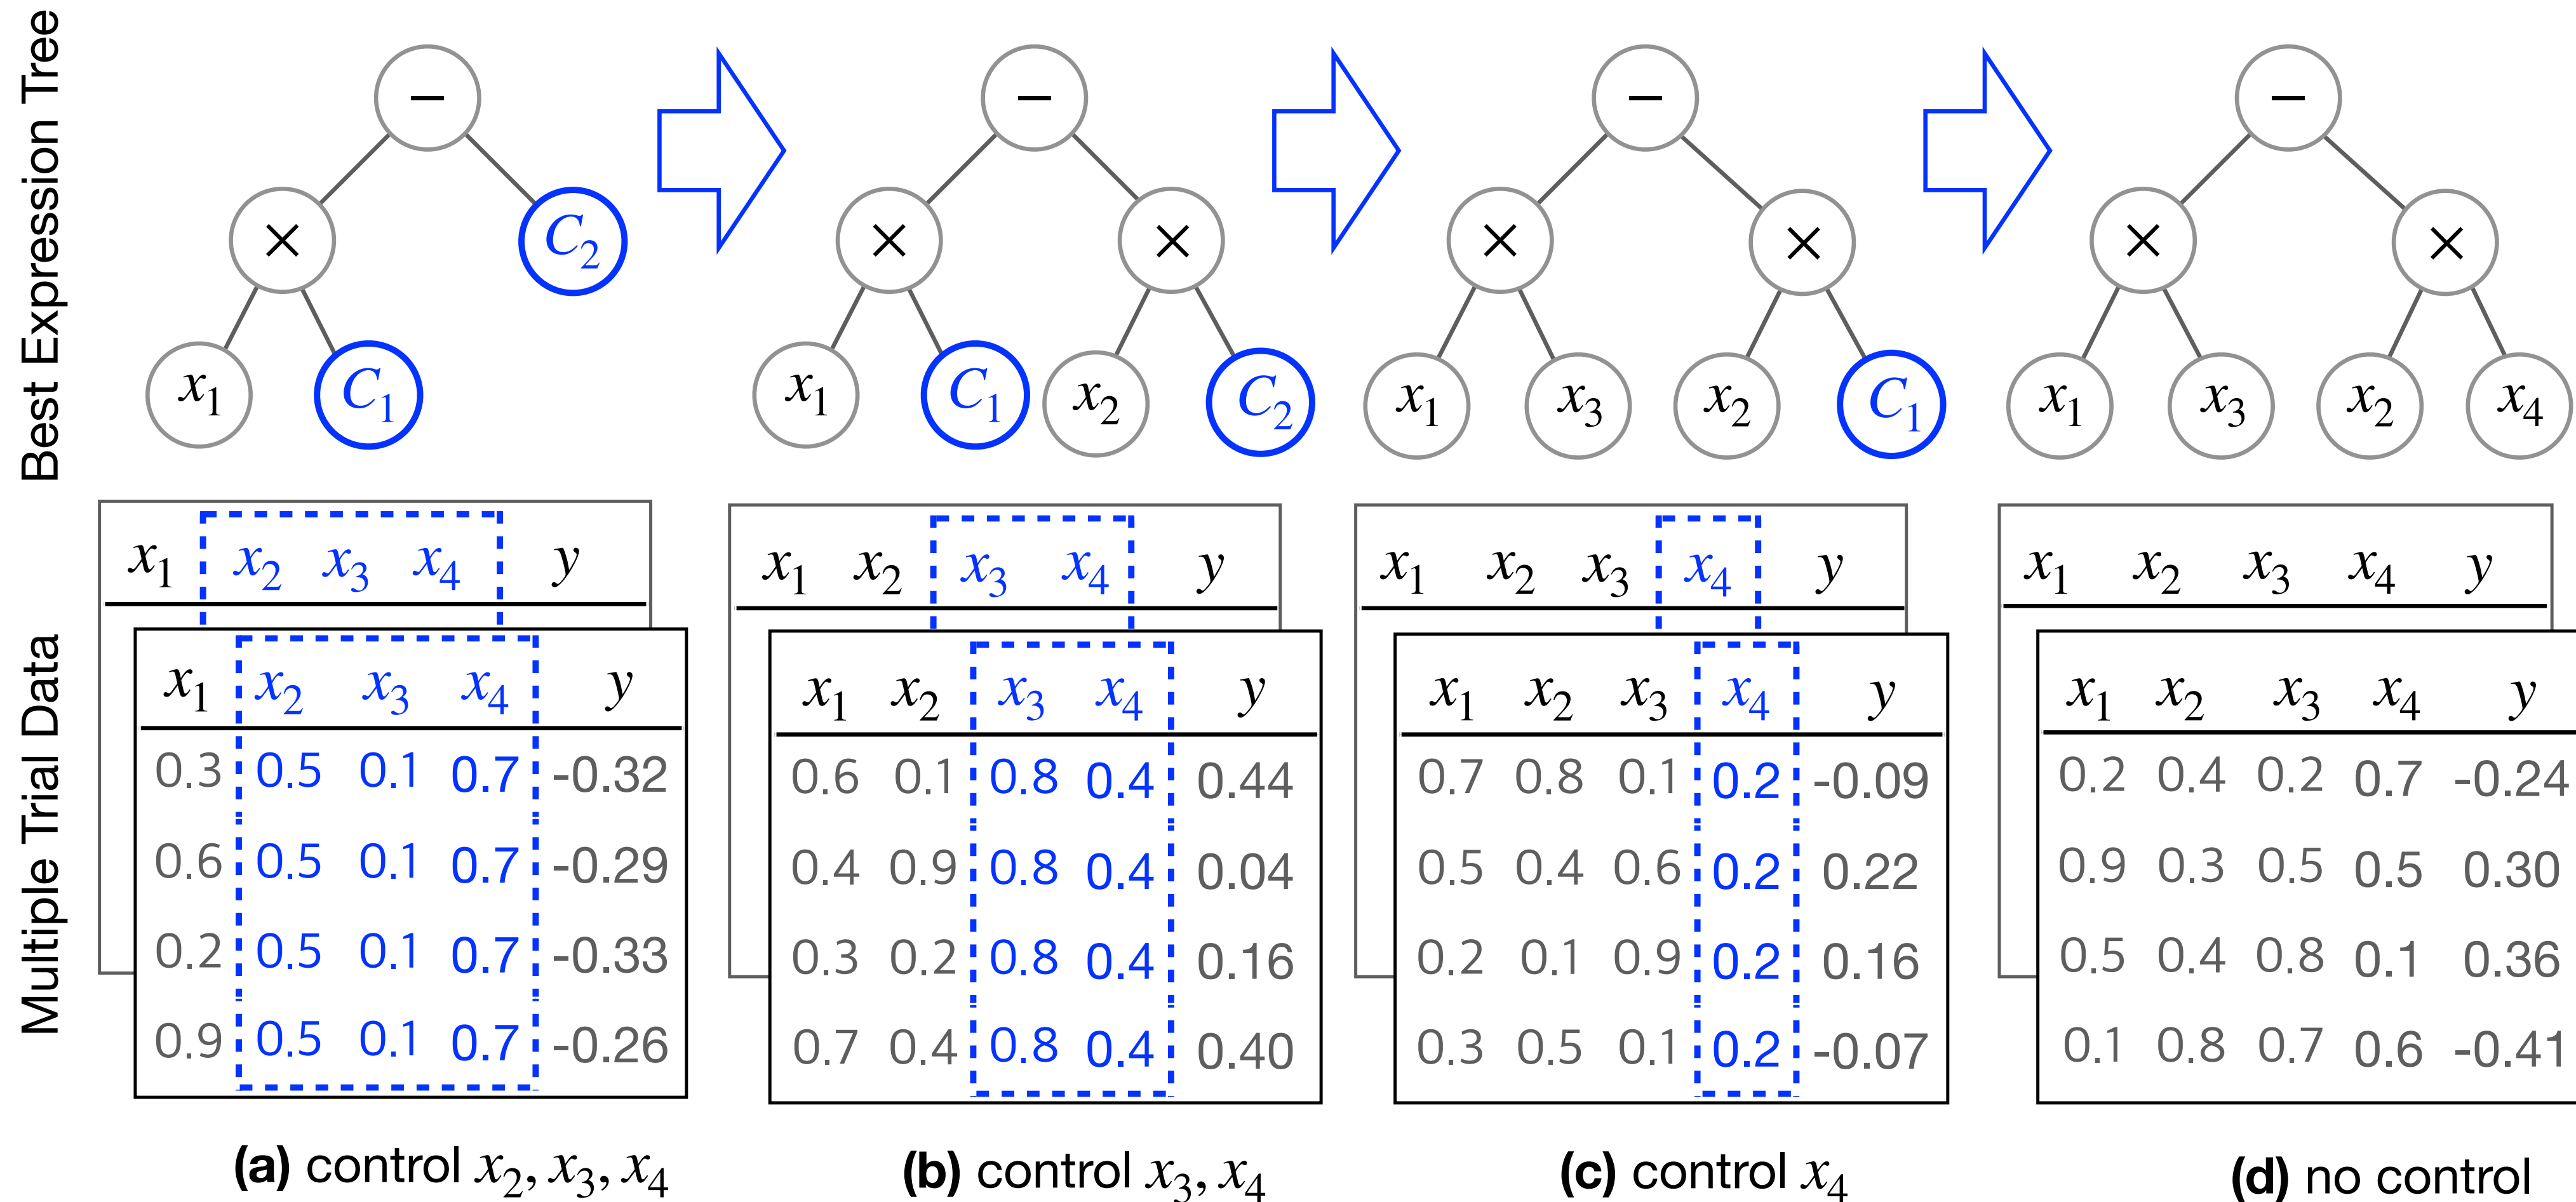 Best Expression Tree
− − − −
× C2 × × × × × ×
x1 C1 x1 C1 x2 C2 x1 x3 x2 C1 x1 x3 x2 x4
Multiple Trial Data
x1 x2 x3 x4 y
x1 x2 x3 x4 y
0.3 0.5 0.1 0.7 -0.32
0.6 0.5 0.1 0.7 -0.29
0.2 0.5 0.1 0.7 -0.33
0.9 0.5 0.1 0.7 -0.26
(a) control x2, x3, x4
x1 x2 x3 x4 y
x1 x2 x3 x4 y
0.6 0.1 0.8 0.4 0.44
0.4 0.9 0.8 0.4 0.04
0.3 0.2 0.8 0.4 0.16
0.7 0.4 0.8 0.4 0.40
(b) control x3, x4
x1 x2 x3 x4 y
x1 x2 x3 x4 y
0.7 0.8 0.1 0.2 -0.09
0.5 0.4 0.6 0.2 0.22
0.2 0.1 0.9 0.2 0.16
0.3 0.5 0.1 0.2 -0.07
(c) control x4
x1 x2 x3 x4 y
x1 x2 x3 x4 y
0.2 0.4 0.2 0.7 -0.24
0.9 0.3 0.5 0.5 0.30
0.5 0.4 0.8 0.1 0.36
0.1 0.8 0.7 0.6 -0.41
(d) no control